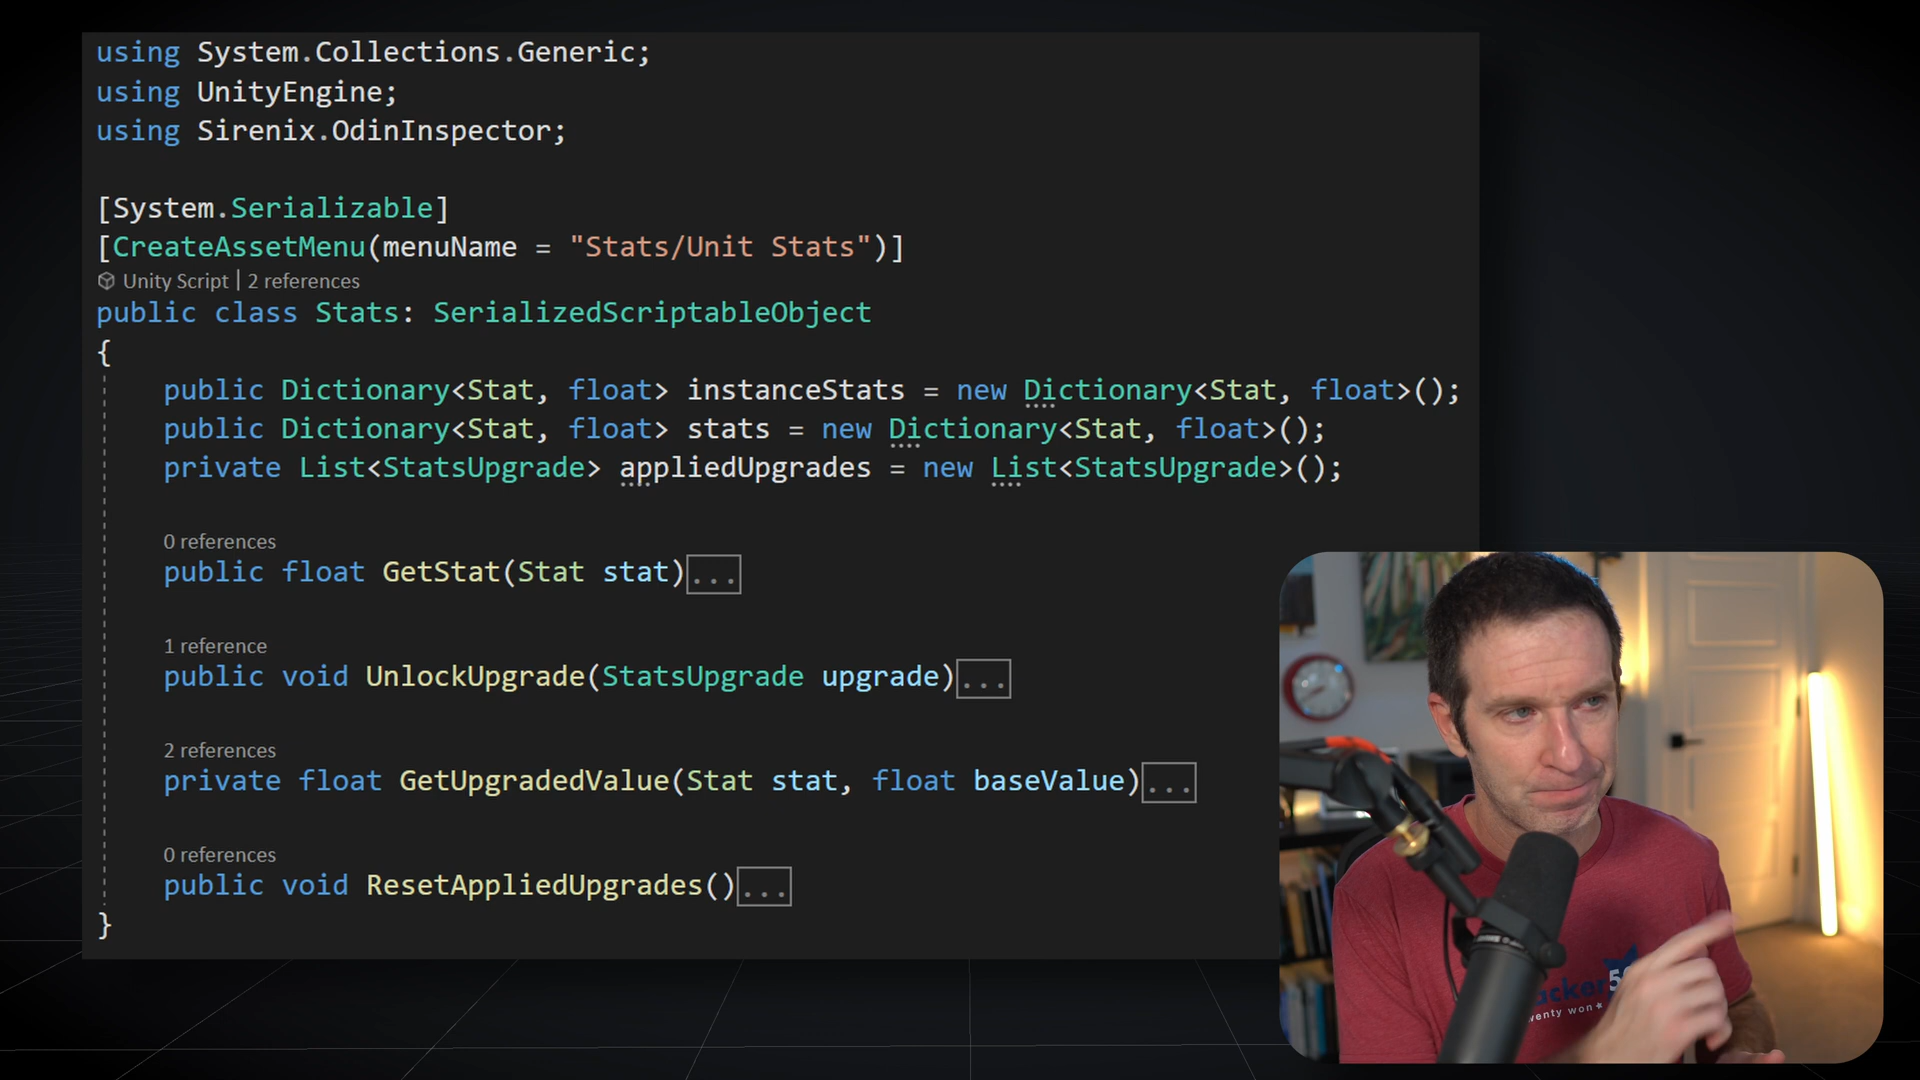 using System.Collections.Generic;
using UnityEngine;
using Sirenix.OdinInspector;
[System.Serializable]
[CreateAssetMenu(menuName = "Stats/Unit Stats")]
Unity Script | 2 references
public class Stats: SerializedScriptableObject
{
public Dictionary<Stat, float> instanceStats = new Dictionary<Stat, float>();
public Dictionary<Stat, float> stats = new Dictionary<Stat, float>();
private List<StatsUpgrade> appliedUpgrades = new List<StatsUpgrade>();
0 references
public float GetStat(Stat stat)...
1 reference
public void UnlockUpgrade(StatsUpgrade upgrade)...
2 references
private float GetUpgradedValue(Stat stat, float baseValue)...
0 references
public void ResetAppliedUpgrades()...
}